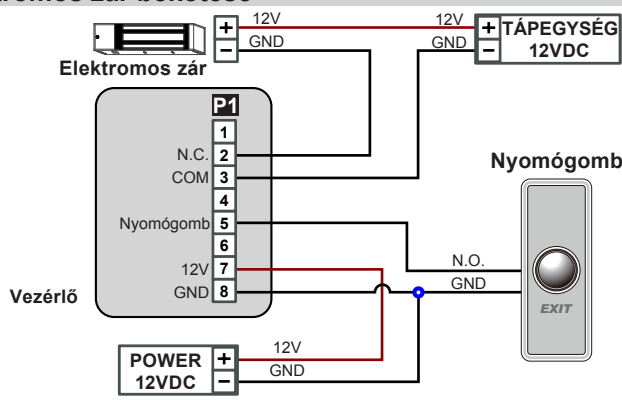 zár bekötése
+ 12V 12V + TÁPEGYSÉG
− GND GND − 12VDC
Elektromos zár
P1
1
N.C. 2
COM 3
4
Nyomógomb 5
6
12V 7
GND 8
Vezérlő
Nyomógomb
N.O.
GND
EXIT
POWER + 12V
12VDC − GND